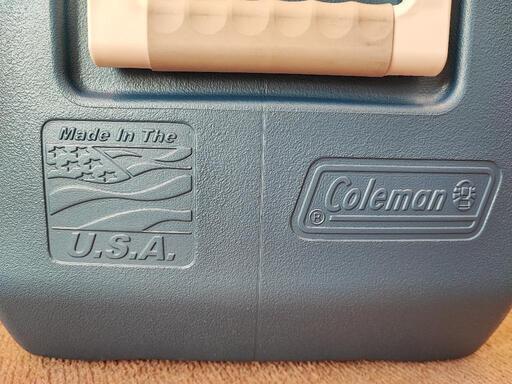 Made In The
U.S.A.
Coleman
®